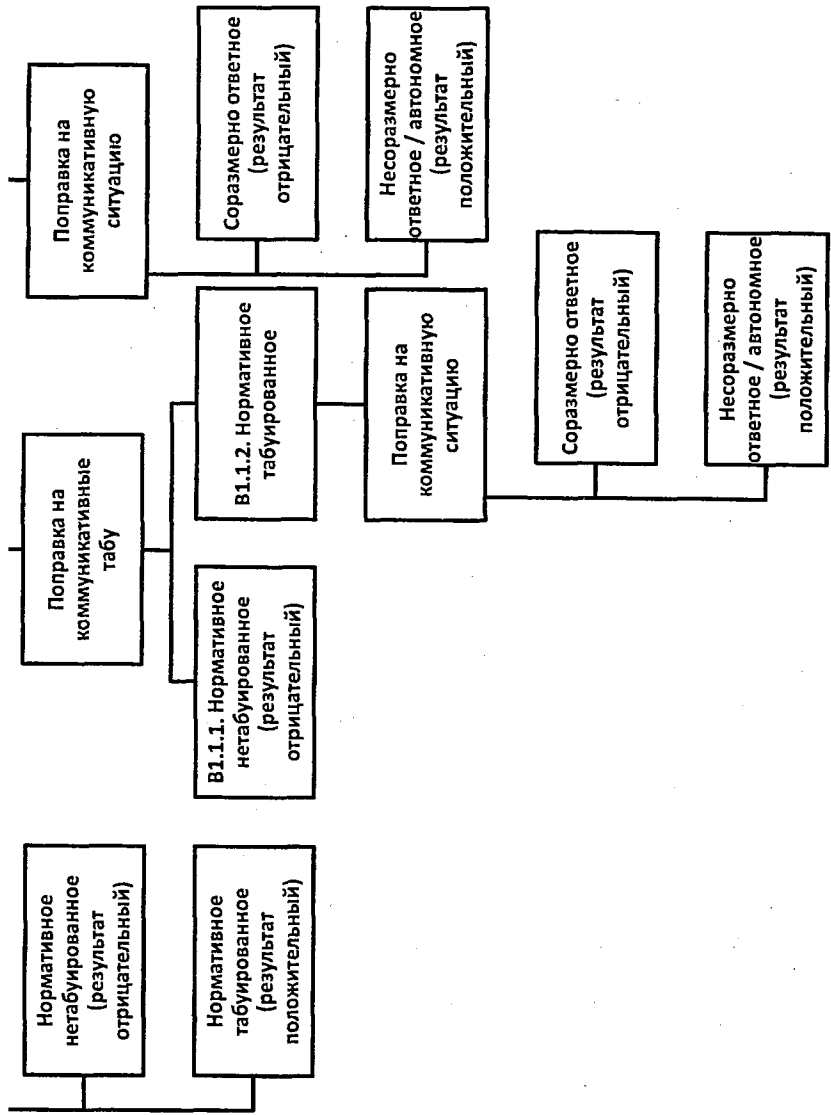 Нормативное
нетабуированное
(результат
отрицательный)
Нормативное
табуированное
(результат
положительный)
Поправка на
коммуникативные
табу
В1.1.1. Нормативное
нетабуированное
(результат
отрицательный)
В1.1.2. Нормативное
табуированное
Поправка на
коммуникативную
ситуацию
Соразмерно ответное
(результат
отрицательный)
Несоразмерно
ответное / автономное
(результат
положительный)
Поправка на
коммуникативную
ситуацию
Соразмерно ответное
(результат
отрицательный)
Несоразмерно
ответное / автономное
(результат
положительный)